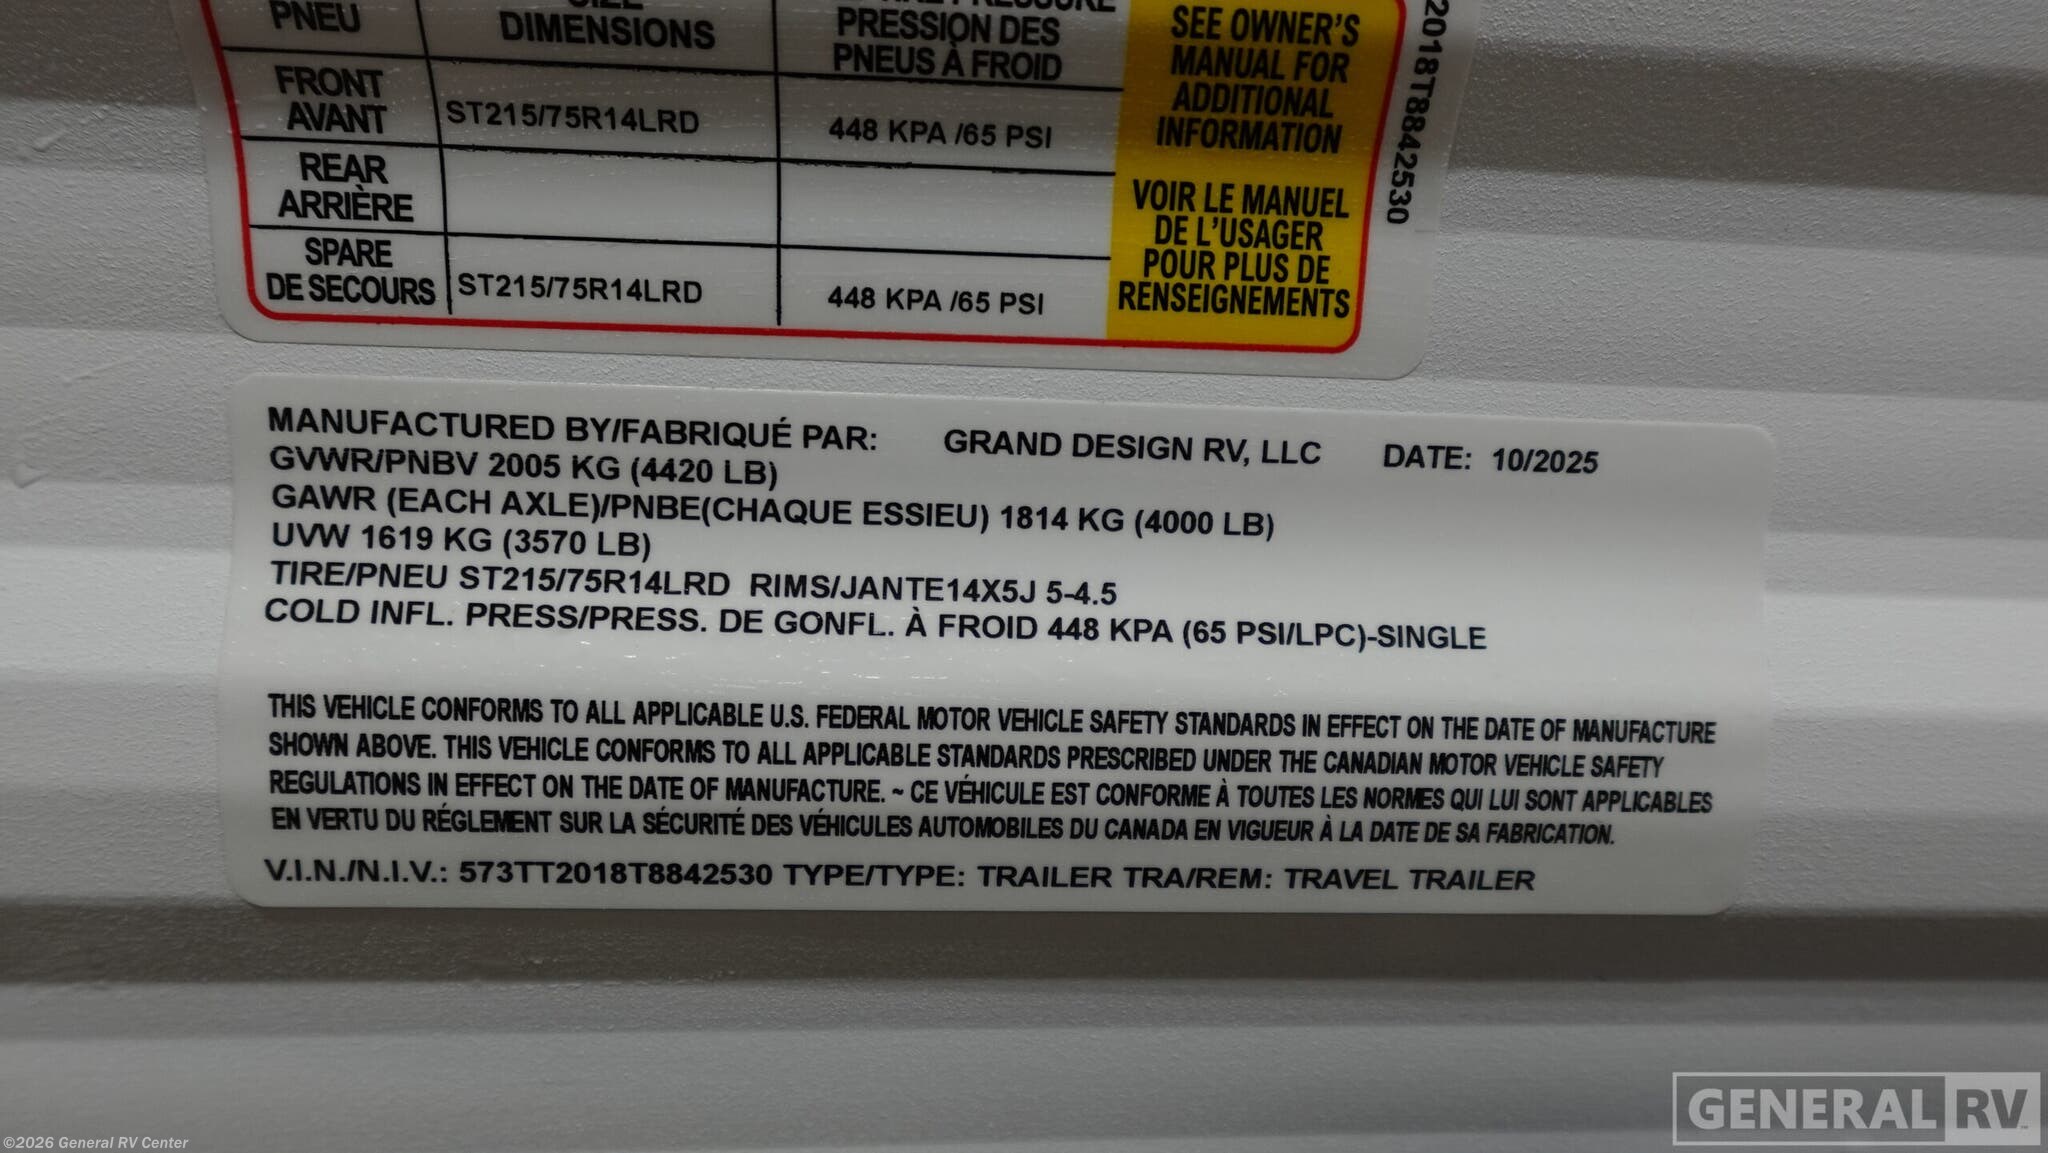 PNEU
DIMENSIONS
PRESSION DES
PNEUS À FROID
FRONT
AVANT
ST215/75R14LRD
448 KPA /65 PSI
REAR
ARRIÈRE
SPARE
DE SECOURS
ST215/75R14LRD
448 KPA /65 PSI
SEE OWNER'S
MANUAL FOR
ADDITIONAL
INFORMATION
VOIR LE MANUEL
DE L'USAGER
POUR PLUS DE
RENSEIGNEMENTS
2018T8842530
MANUFACTURED BY/FABRIQUÉ PAR: GRAND DESIGN RV, LLC DATE: 10/2025
GVWR/PNBV 2005 KG (4420 LB)
GAWR (EACH AXLE)/PNBE(CHAQUE ESSIEU) 1814 KG (4000 LB)
UVW 1619 KG (3570 LB)
TIRE/PNEU ST215/75R14LRD RIMS/JANTE14X5J 5-4.5
COLD INFL. PRESS/PRESS. DE GONFL. À FROID 448 KPA (65 PSI/LPC)-SINGLE
THIS VEHICLE CONFORMS TO ALL APPLICABLE U.S. FEDERAL MOTOR VEHICLE SAFETY STANDARDS IN EFFECT ON THE DATE OF MANUFACTURE
SHOWN ABOVE. THIS VEHICLE CONFORMS TO ALL APPLICABLE STANDARDS PRESCRIBED UNDER THE CANADIAN MOTOR VEHICLE SAFETY
REGULATIONS IN EFFECT ON THE DATE OF MANUFACTURE. ~ CE VÉHICULE EST CONFORME À TOUTES LES NORMES QUI LUI SONT APPLICABLES
EN VERTU DU RÉGLEMENT SUR LA SÉCURITÉ DES VÉHICULES AUTOMOBILES DU CANADA EN VIGUEUR À LA DATE DE SA FABRICATION.
V.I.N./N.I.V.: 573TT2018T8842530 TYPE/TYPE: TRAILER TRA/REM: TRAVEL TRAILER
GENERAL RV
©2026 General RV Center